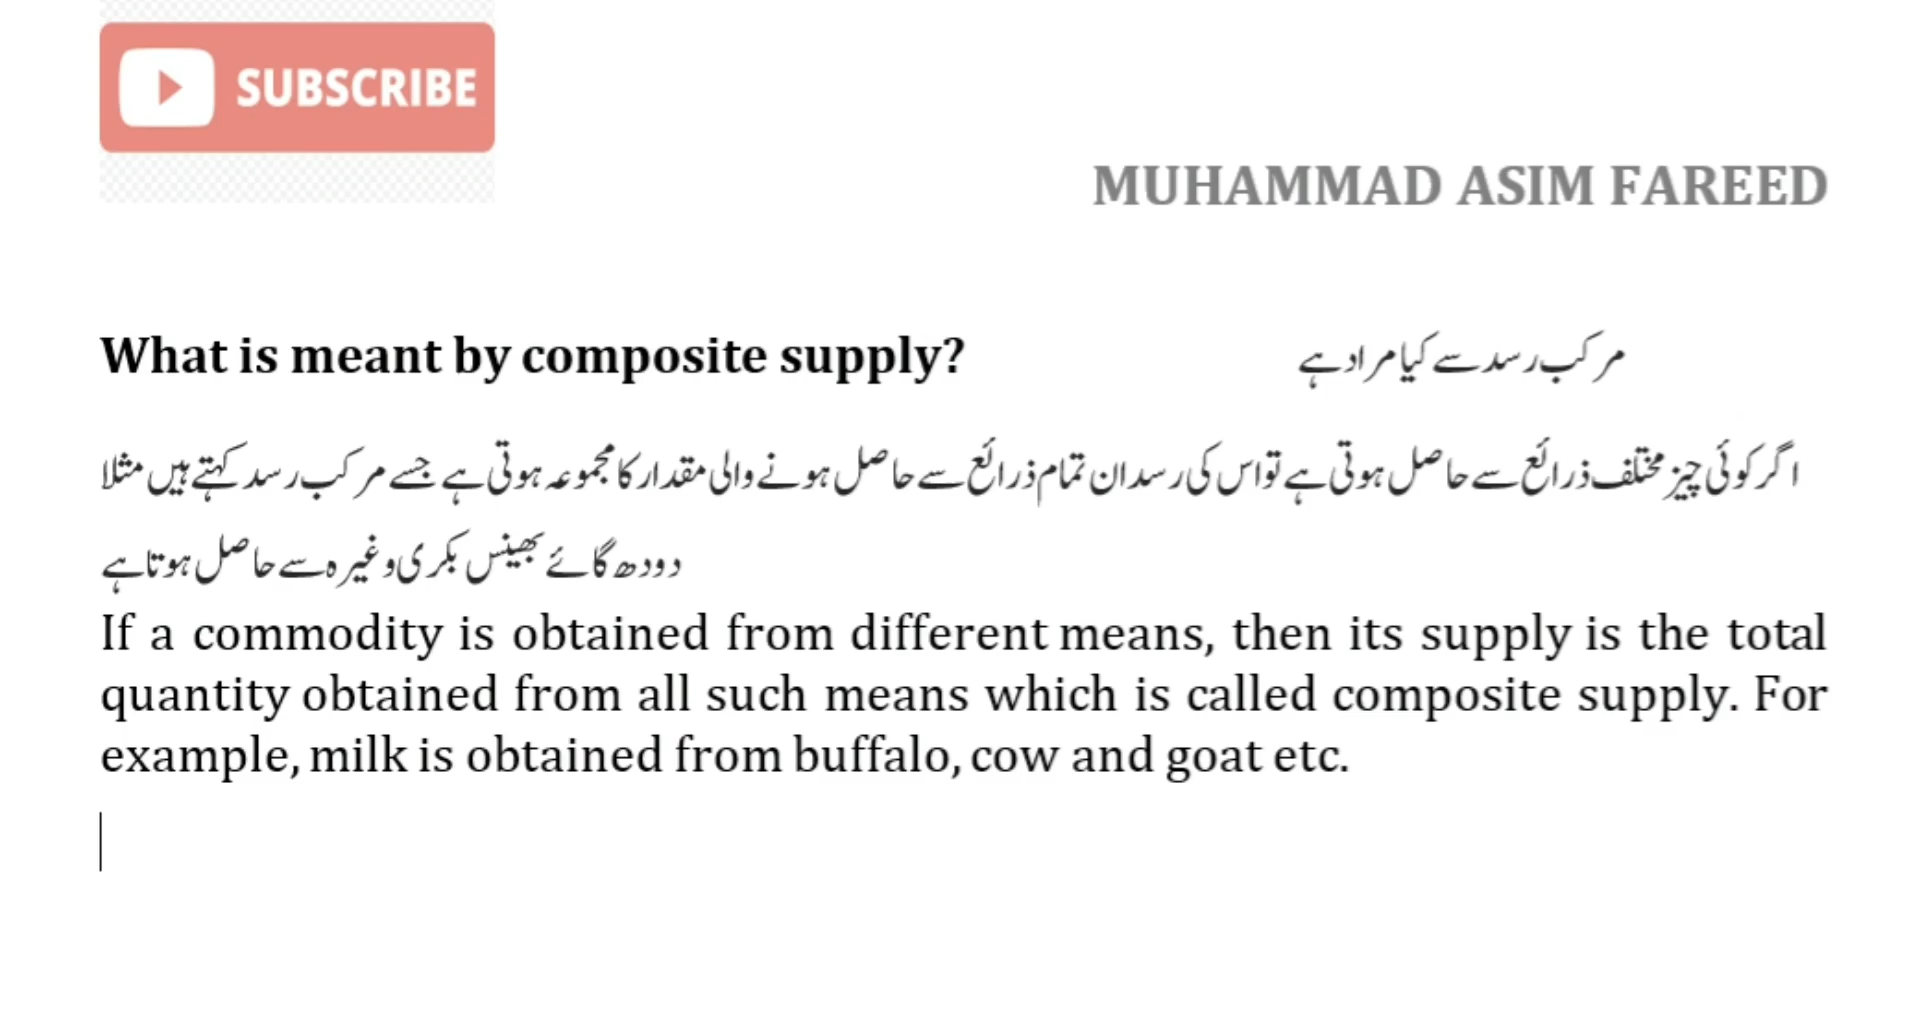 SUBSCRIBE
MUHAMMAD ASIM FAREED
What is meant by composite supply? مرکب رسد سے کیا مراد ہے
اگر کوئی چیز مختلف ذرائع سے حاصل ہوتی ہے تو اس کی رسد ان تمام ذرائع سے حاصل ہونے والی مقدار کا مجموعہ ہوتی ہے جسے مرکب رسد کہتے ہیں مثلا
دودھ گائے بھینس بکری وغیرہ سے حاصل ہوتا ہے
If a commodity is obtained from different means, then its supply is the total
quantity obtained from all such means which is called composite supply. For
example, milk is obtained from buffalo, cow and goat etc.